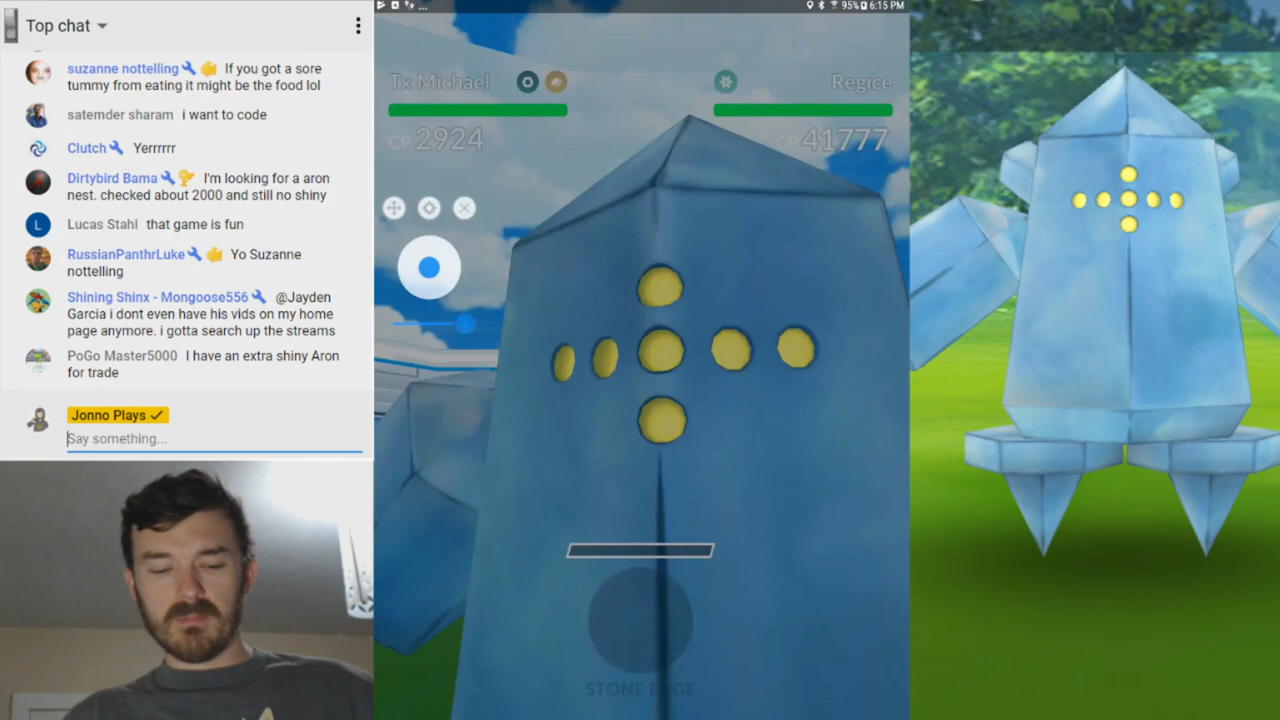 Top chat
suzanne nottelling If you got a sore
tummy from eating it might be the food lol
satemder sharam i want to code
Clutch Yerrrrrr
Dirtybird Bama I'm looking for a aron
nest. checked about 2000 and still no shiny
L
Lucas Stahl that game is fun
RussianPanthrLuke Yo Suzanne
nottelling
Shining Shinx - Mongoose556 @Jayden
Garcia i dont even have his vids on my home
page anymore. i gotta search up the streams
PoGo Master5000 I have an extra shiny Aron
for trade
Jonno Plays
Say something...
...
95% 6:15 PM
Tx Michael
Regice
CP 2924
CP 41777
STONE EDGE